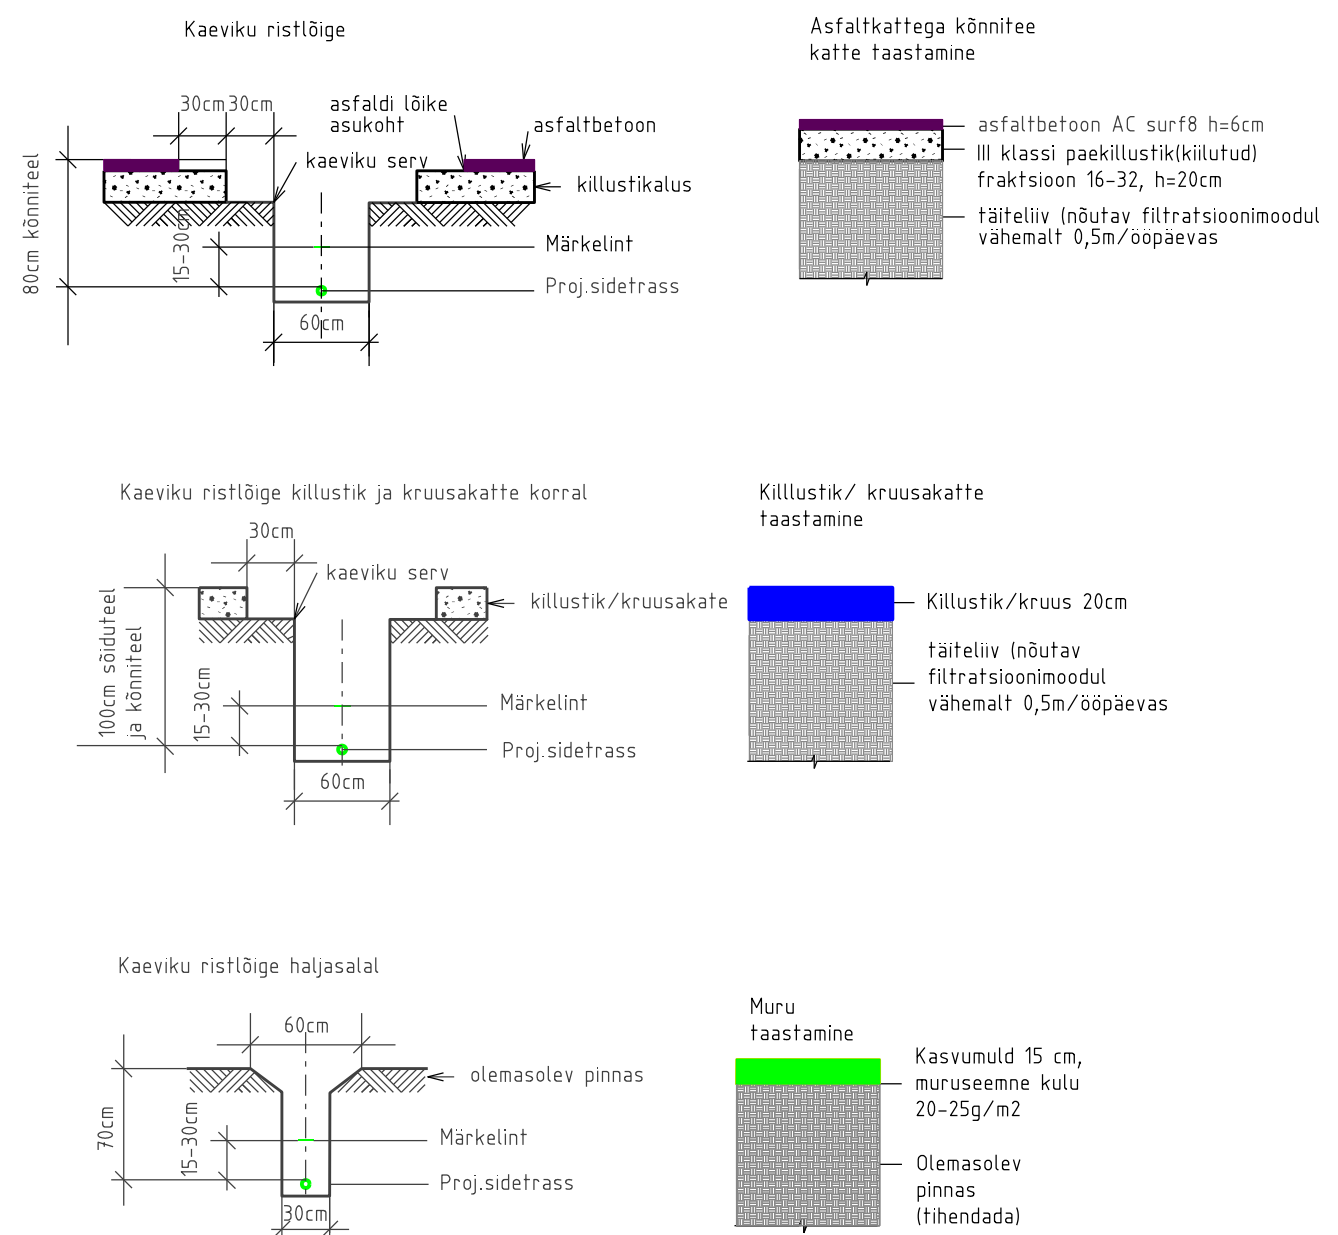 Kaeviku ristlõige
30cm
30cm
asfaldi lõike
asukoht
asfaltbetoon
kaeviku serv
killustikalus
80cm kõnniteel
15-30cm
Märkelint
Proj.sidetrass
60cm
Asfaltkattega kõnnitee
katte taastamine
asfaltbetoon AC surf8 h=6cm
III klassi paekillustik(kiilutud)
fraktsioon 16-32, h=20cm
täiteliiv (nõutav filtratsioonimoodul
vähemalt 0,5m/ööpäevas
Kaeviku ristlõige killustik ja kruusakatte korral
30cm
kaeviku serv
killustik/kruusakate
100cm sõiduteel
ja kõnniteel
15-30cm
Märkelint
Proj.sidetrass
60cm
Killlustik/ kruusakatte
taastamine
Killustik/kruus 20cm
täiteliiv (nõutav
filtratsioonimoodul
vähemalt 0,5m/ööpäevas
Kaeviku ristlõige haljasalal
60cm
olemasolev pinnas
70cm
15-30cm
Märkelint
Proj.sidetrass
30cm
Muru
taastamine
Kasvumuld 15 cm,
muruseemne kulu
20-25g/m2
Olemasolev
pinnas
(tihendada)